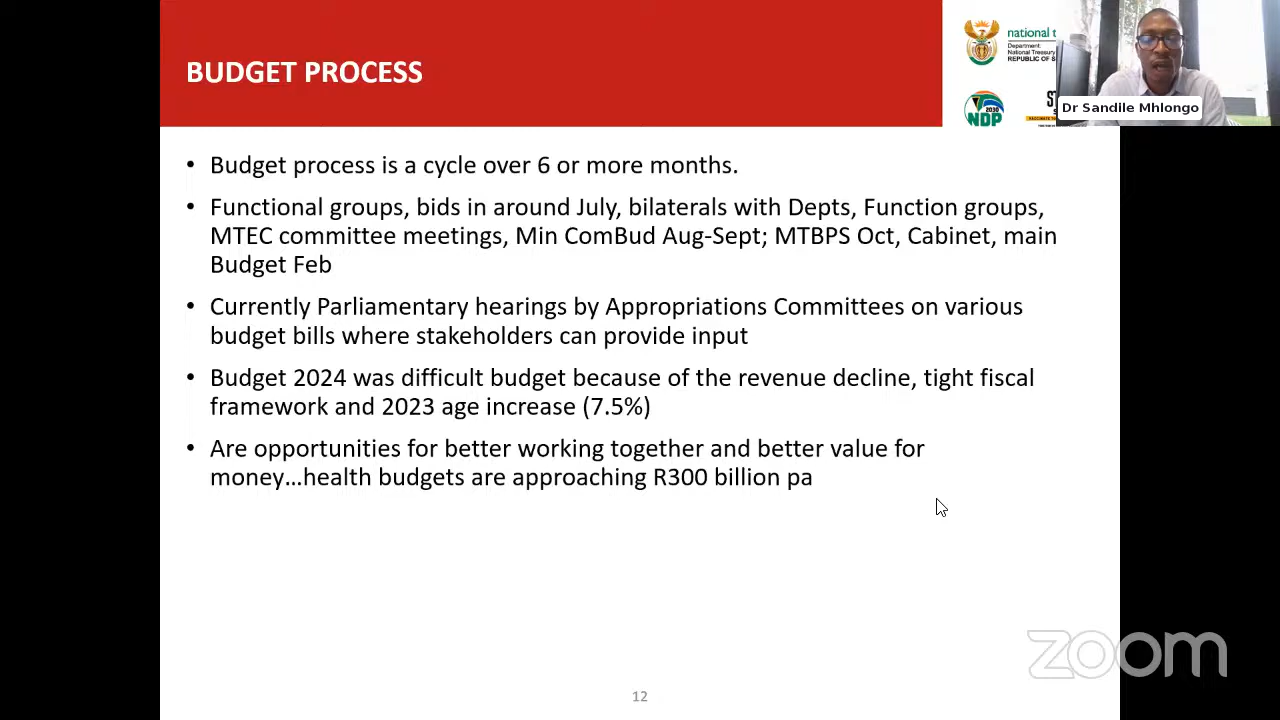 BUDGET PROCESS
national t
Department:
National Treasury
REPUBLIC OF S
2030
NDP
Dr Sandile Mhlongo
• Budget process is a cycle over 6 or more months.
• Functional groups, bids in around July, bilaterals with Depts, Function groups,
MTEC committee meetings, Min ComBud Aug-Sept; MTBPS Oct, Cabinet, main
Budget Feb
• Currently Parliamentary hearings by Appropriations Committees on various
budget bills where stakeholders can provide input
• Budget 2024 was difficult budget because of the revenue decline, tight fiscal
framework and 2023 age increase (7.5%)
• Are opportunities for better working together and better value for
money…health budgets are approaching R300 billion pa
zoom
12